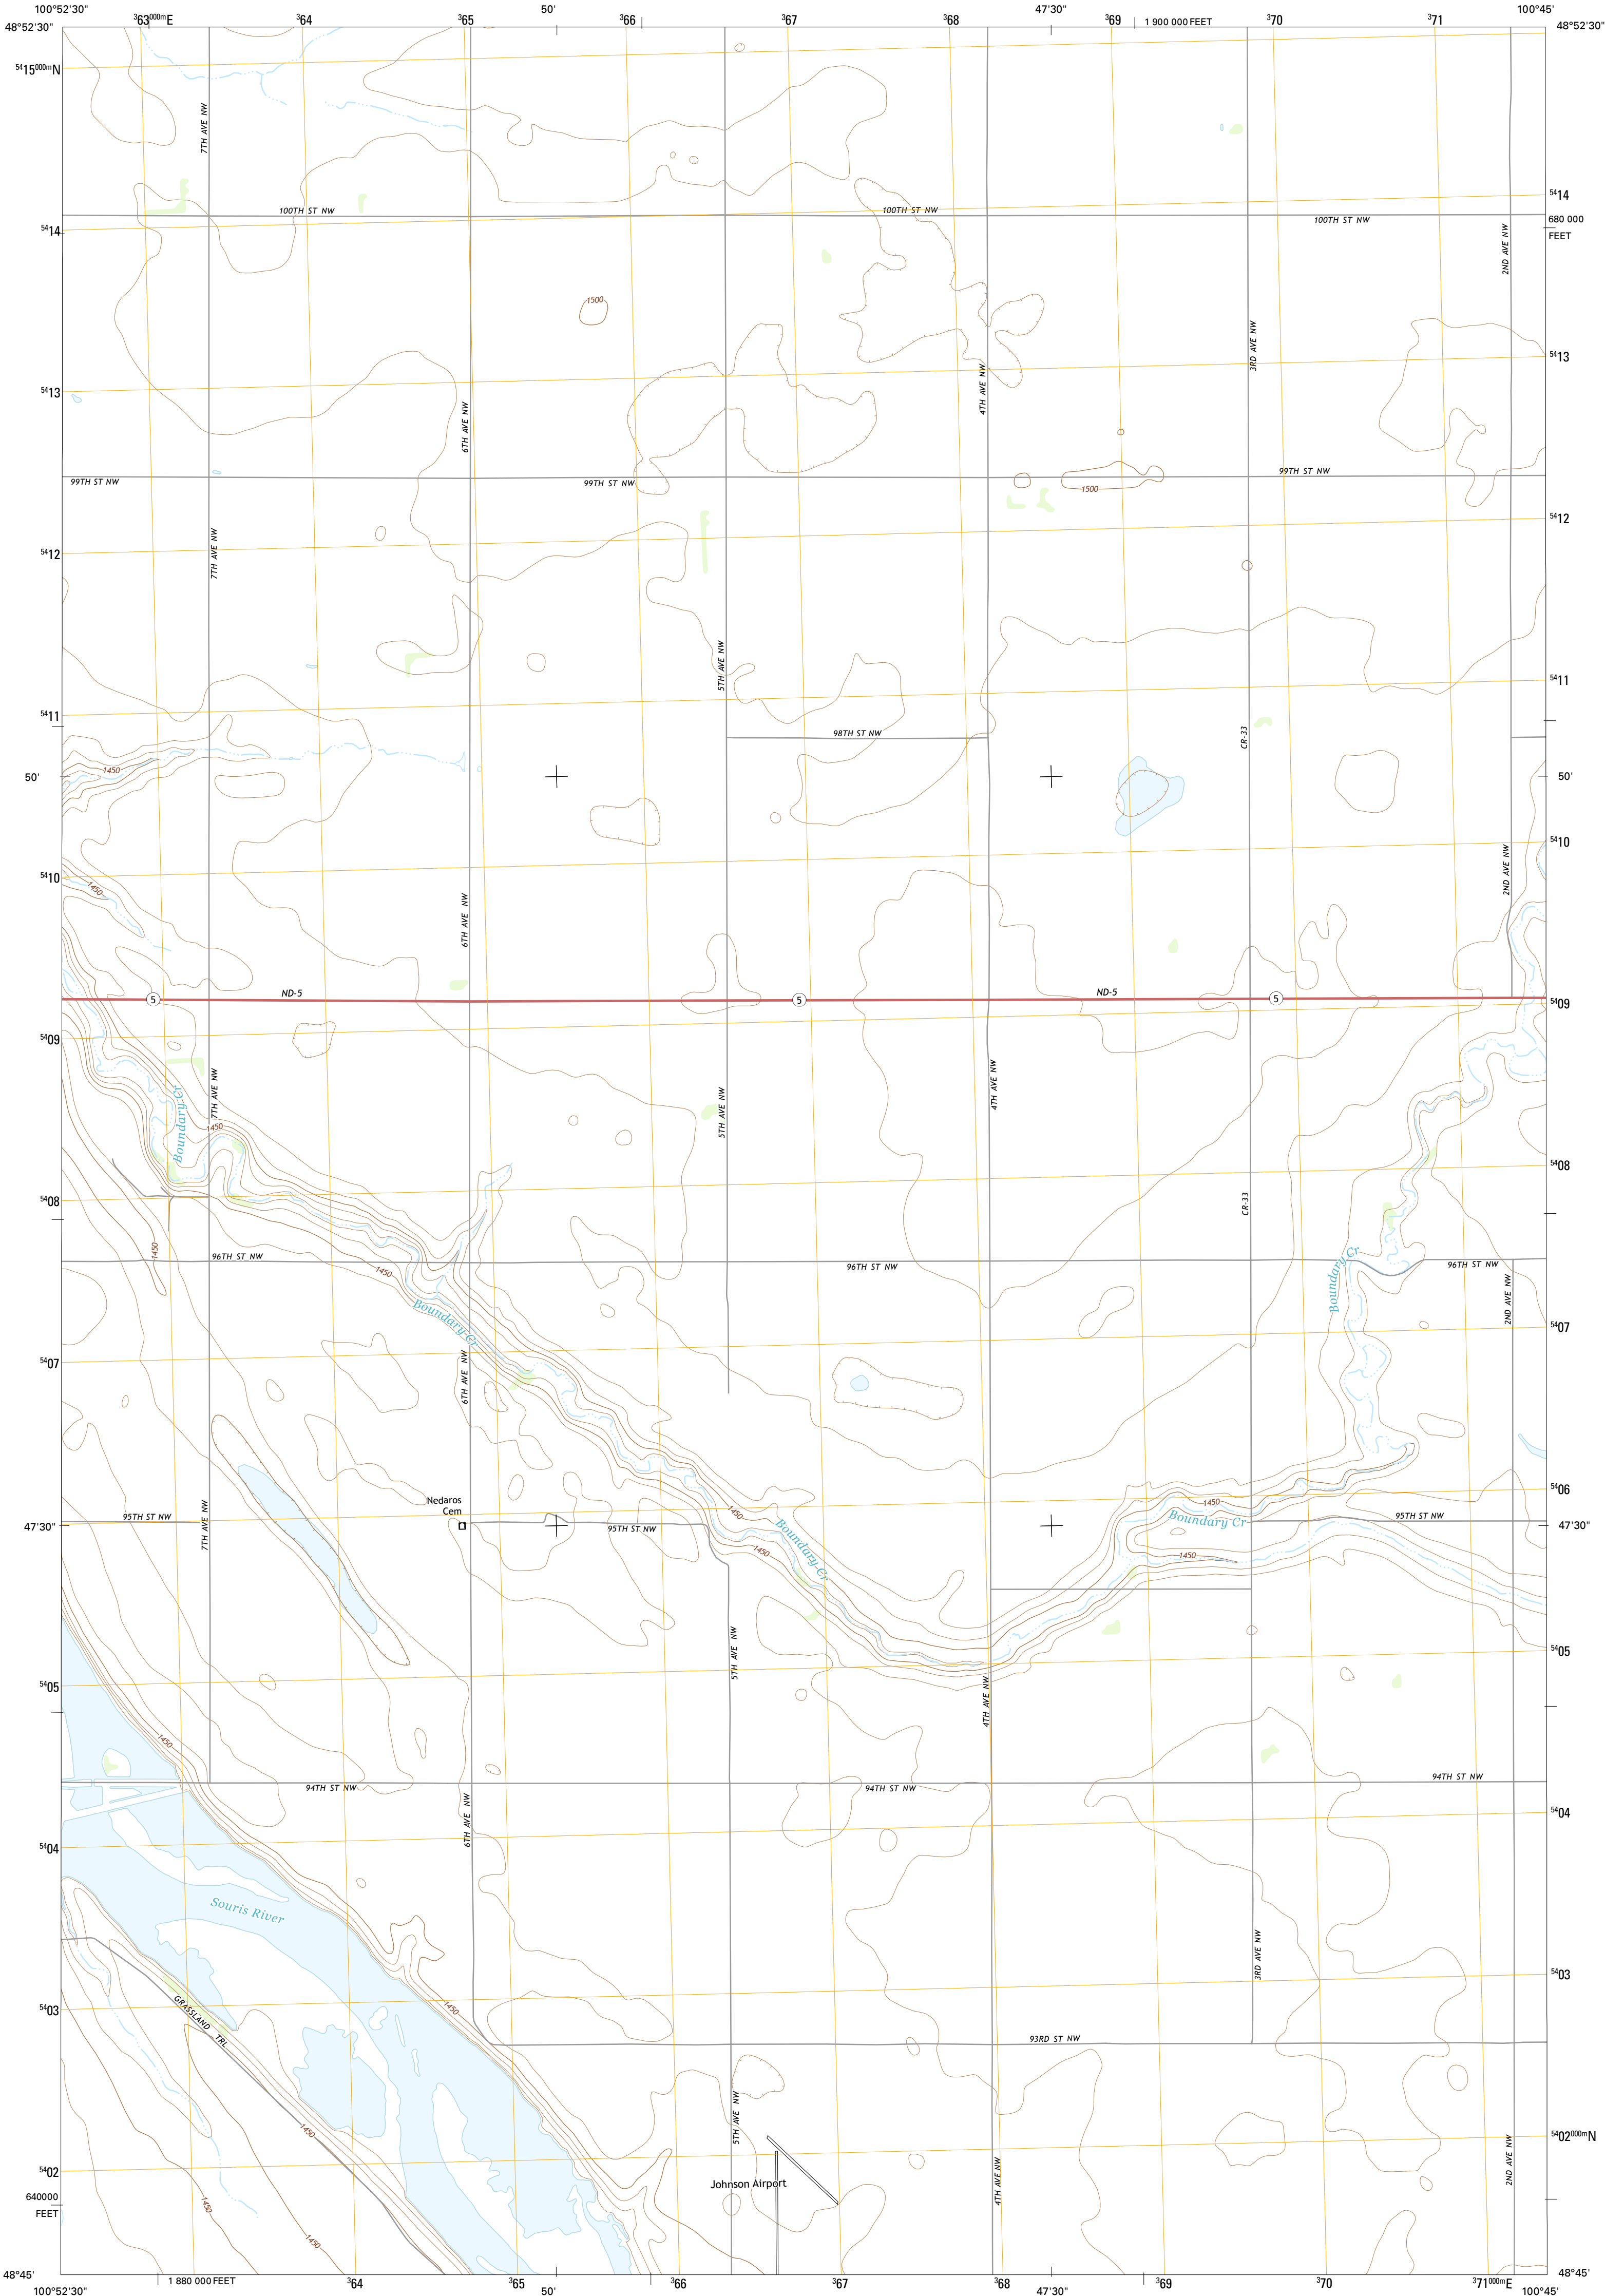 100°52'30"
363000mE
364
365
50'
366
367
368
47'30"
369
1 900 000 FEET
370
371
100°45'
48°52'30"
48°52'30"
5415000mN
7TH AVE NW
5414
100TH ST NW
100TH ST NW
100TH ST NW
680 000
FEET
5414
2ND AVE NW
1500
3RD AVE NW
5413
4TH AVE NW
5413
6TH AVE NW
99TH ST NW
99TH ST NW
99TH ST NW
1500
5412
5412
7TH AVE NW
5TH AVE NW
5411
5411
98TH ST NW
CR-33
1450
50'
50'
5410
5410
2ND AVE NW
1450
6TH AVE NW
5
ND-5
5
ND-5
5
5409
5409
Boundary Cr
7TH AVE NW
1450
5TH AVE NW
4TH AVE NW
5408
5408
CR-33
1450
96TH ST NW
1450
96TH ST NW
Boundary Cr
96TH ST NW
2ND AVE NW
Boundary Cr
5407
5407
6TH AVE NW
5406
Nedaros
Cem
1450
1450
Boundary Cr
47'30"
95TH ST NW
7TH AVE NW
95TH ST NW
95TH ST NW
47'30"
Boundary Cr
1450
1450
5TH AVE NW
5405
5405
4TH AVE NW
1450
94TH ST NW
94TH ST NW
94TH ST NW
5404
6TH AVE NW
5404
Souris River
3RD AVE NW
5403
1450
5403
GRASSLAND TRL
93RD ST NW
5TH AVE NW
1450
5402000mN
5402
Johnson Airport
4TH AVE NW
2ND AVE NW
640000
FEET
1450
1450
48°45'
48°45'
100°52'30"
1 880 000 FEET
364
365
50'
366
367
368
47'30"
369
370
371000mE
100°45'